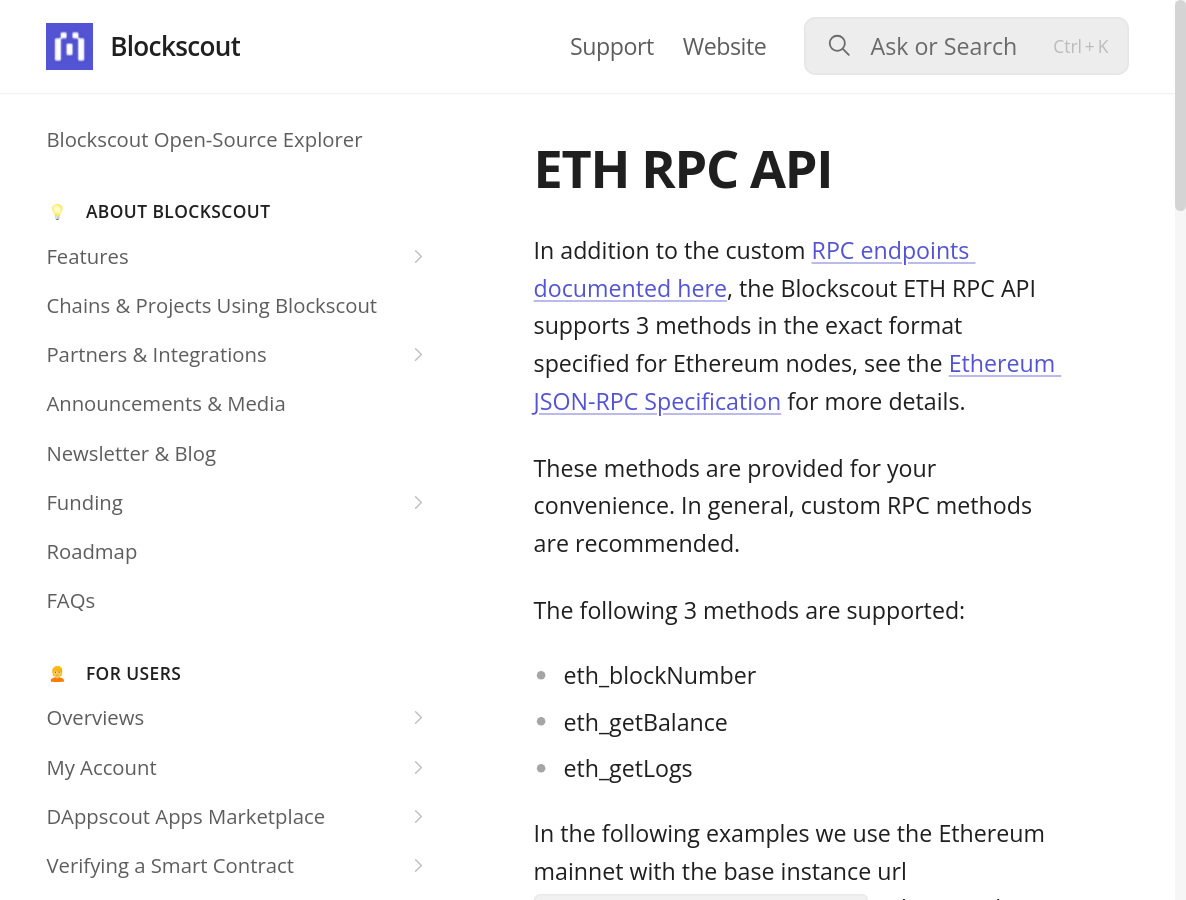 Blockscout
Support
Website
Ask or Search
Ctrl + K
Blockscout Open-Source Explorer
ABOUT BLOCKSCOUT
Features
Chains & Projects Using Blockscout
Partners & Integrations
Announcements & Media
Newsletter & Blog
Funding
Roadmap
FAQs
FOR USERS
Overviews
My Account
DAppscout Apps Marketplace
Verifying a Smart Contract
ETH RPC API
In addition to the custom RPC endpoints
documented here, the Blockscout ETH RPC API
supports 3 methods in the exact format
specified for Ethereum nodes, see the Ethereum
JSON-RPC Specification for more details.
These methods are provided for your
convenience. In general, custom RPC methods
are recommended.
The following 3 methods are supported:
eth_blockNumber
eth_getBalance
eth_getLogs
In the following examples we use the Ethereum
mainnet with the base instance url